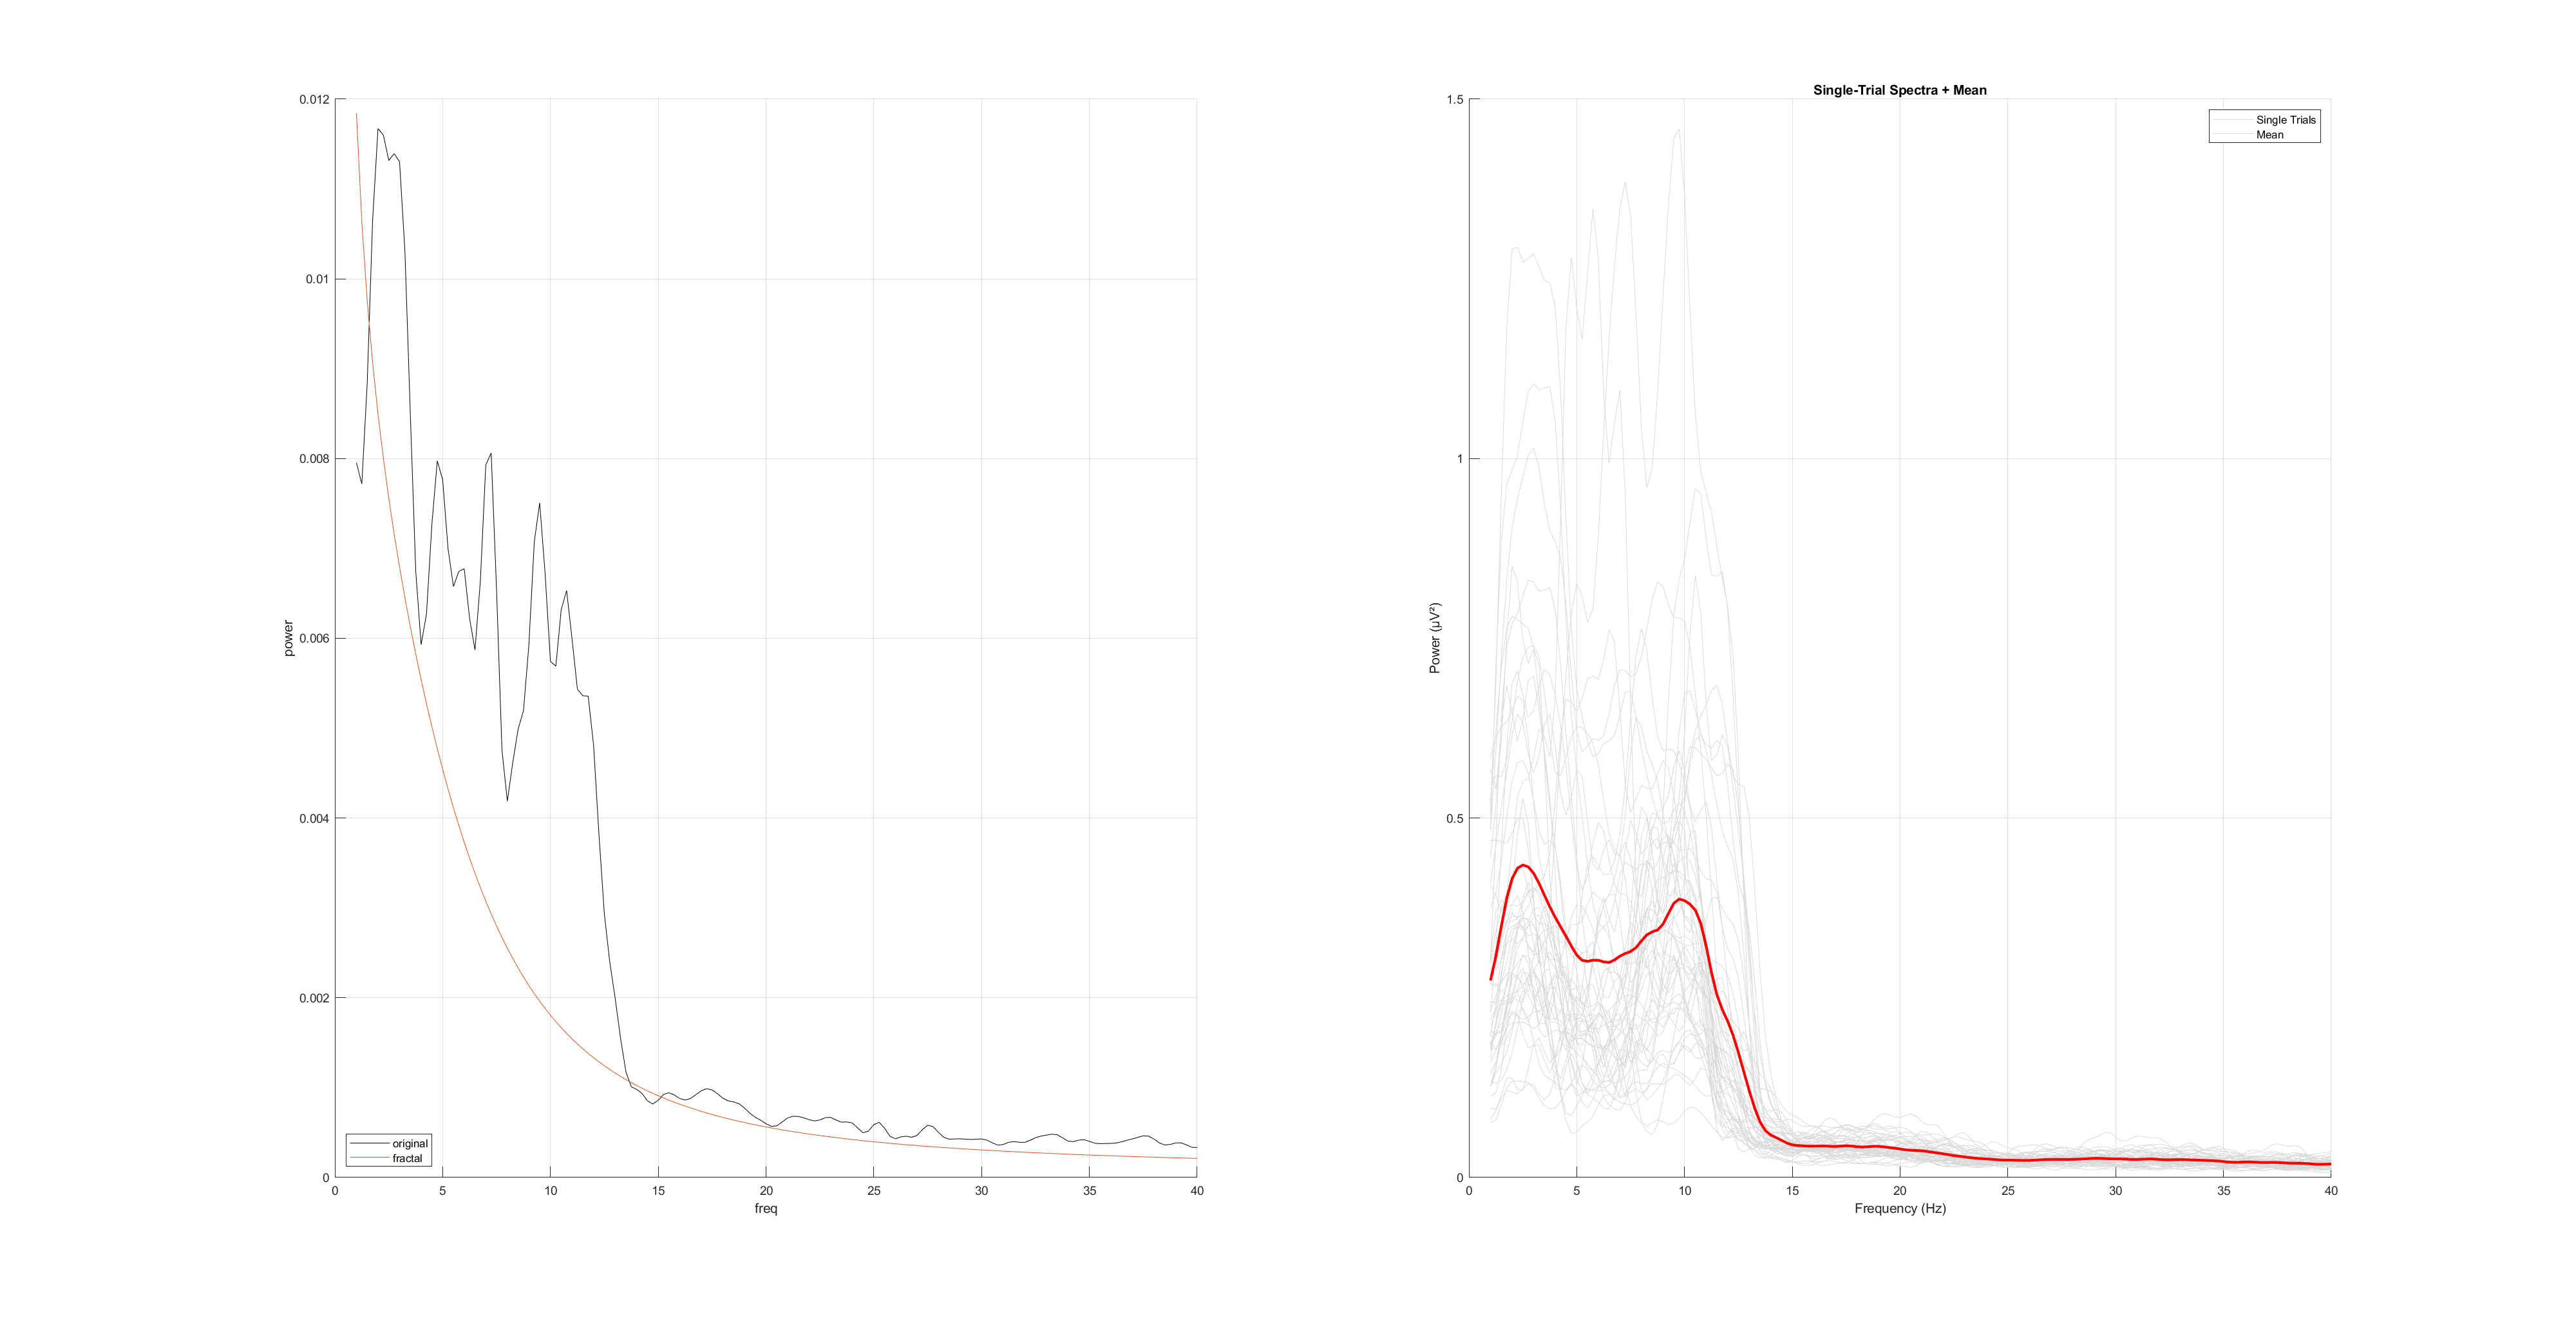 0.012
0.01
0.008
0.006
0.004
0.002
0
power
0 5 10 15 20 25 30 35 40
freq
original
fractal
Single-Trial Spectra + Mean
1.5
1
0.5
0
Power (µV²)
0 5 10 15 20 25 30 35 40
Frequency (Hz)
Single Trials
Mean